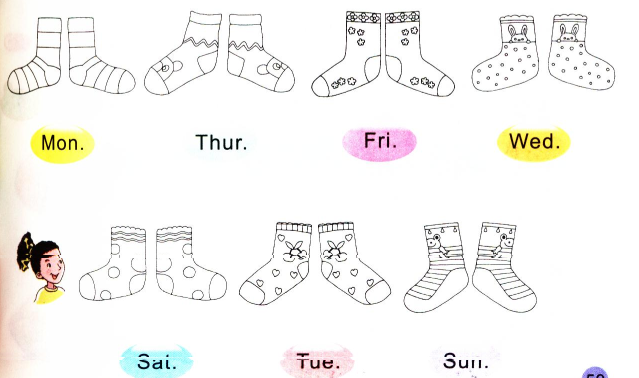 Mon. Thur. Fri. Wed.
Sat. Tue. Sun.